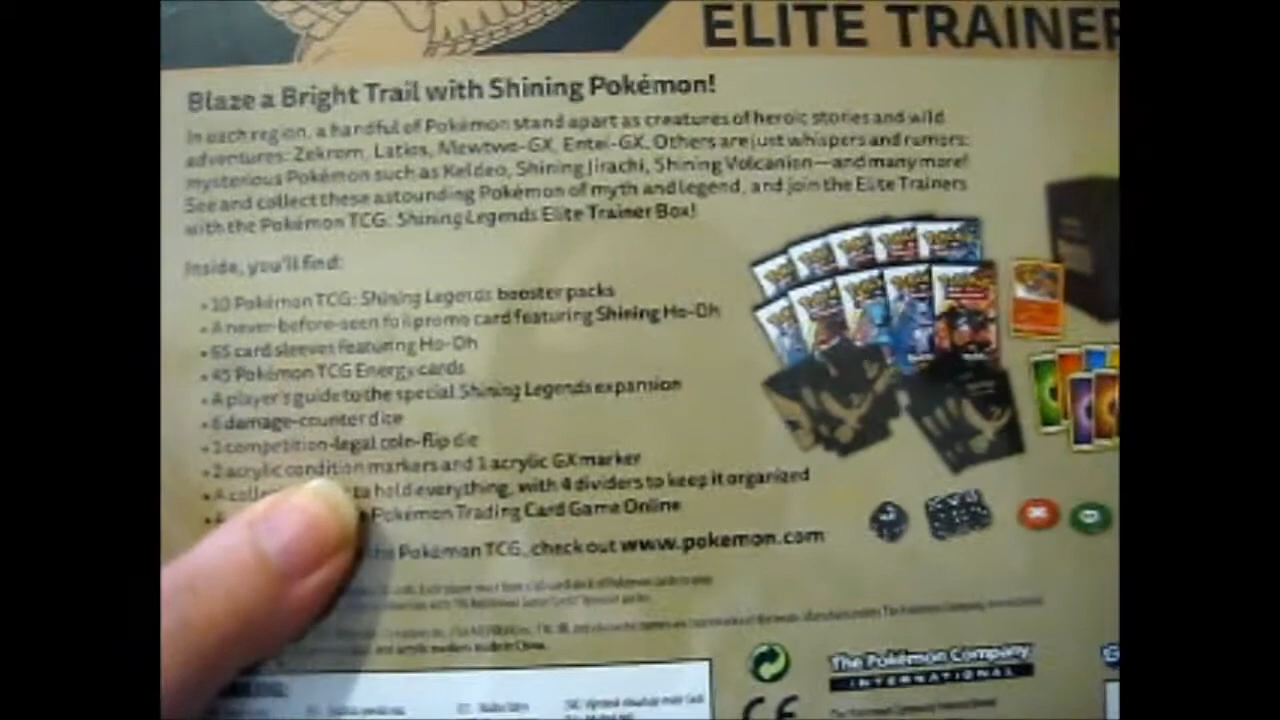 ELITE TRAINER
Blaze a Bright Trail with Shining Pokémon!
In each region, a handful of Pokémon stand apart as creatures of heroic stories and wild
adventures: Zekrom, Latios, Mewtwo-GX, Entei-GX. Others are just whispers and rumors:
mysterious Pokémon such as Keldeo, Shining Jirachi, Shining Volcanion—and many more!
See and collect these astounding Pokémon of myth and legend, and join the Elite Trainers
with the Pokémon TCG: Shining Legends Elite Trainer Box!
Inside, you'll find:
• 10 Pokémon TCG: Shining Legends booster packs
• A never-before-seen foil promo card featuring Shining Ho-Oh
• 65 card sleeves featuring Ho-Oh
• 45 Pokémon TCG Energy cards
• A player's guide to the special Shining Legends expansion
• 6 damage-counter dice
• 1 competition-legal coin-flip die
• 2 acrylic condition markers and 1 acrylic GX marker
• A to hold everything, with 4 dividers to keep it organized
Pokémon Trading Card Game Online
the Pokémon TCG, check out www.pokemon.com
and acrylic markers made in China.
The Pokémon Company
INTERNATIONAL
CE